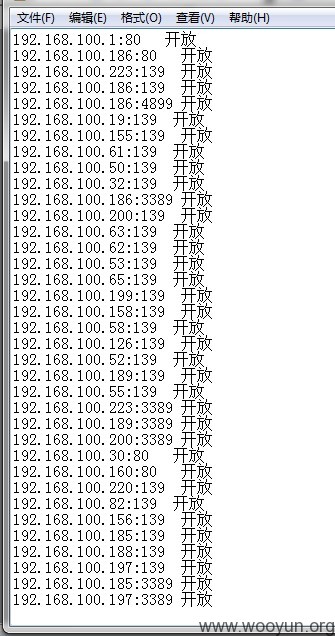 文件(F) 编辑(E) 格式(O) 查看(V) 帮助(H)
192.168.100.1:80 开放
192.168.100.186:80 开放
192.168.100.223:139 开放
192.168.100.186:139 开放
192.168.100.186:4899 开放
192.168.100.19:139 开放
192.168.100.155:139 开放
192.168.100.61:139 开放
192.168.100.50:139 开放
192.168.100.32:139 开放
192.168.100.186:3389 开放
192.168.100.200:139 开放
192.168.100.63:139 开放
192.168.100.62:139 开放
192.168.100.53:139 开放
192.168.100.65:139 开放
192.168.100.199:139 开放
192.168.100.158:139 开放
192.168.100.58:139 开放
192.168.100.126:139 开放
192.168.100.52:139 开放
192.168.100.189:139 开放
192.168.100.55:139 开放
192.168.100.223:3389 开放
192.168.100.189:3389 开放
192.168.100.200:3389 开放
192.168.100.30:80 开放
192.168.100.160:80 开放
192.168.100.220:139 开放
192.168.100.82:139 开放
192.168.100.156:139 开放
192.168.100.185:139 开放
192.168.100.188:139 开放
192.168.100.197:139 开放
192.168.100.185:3389 开放
192.168.100.197:3389 开放
www.wooyun.org